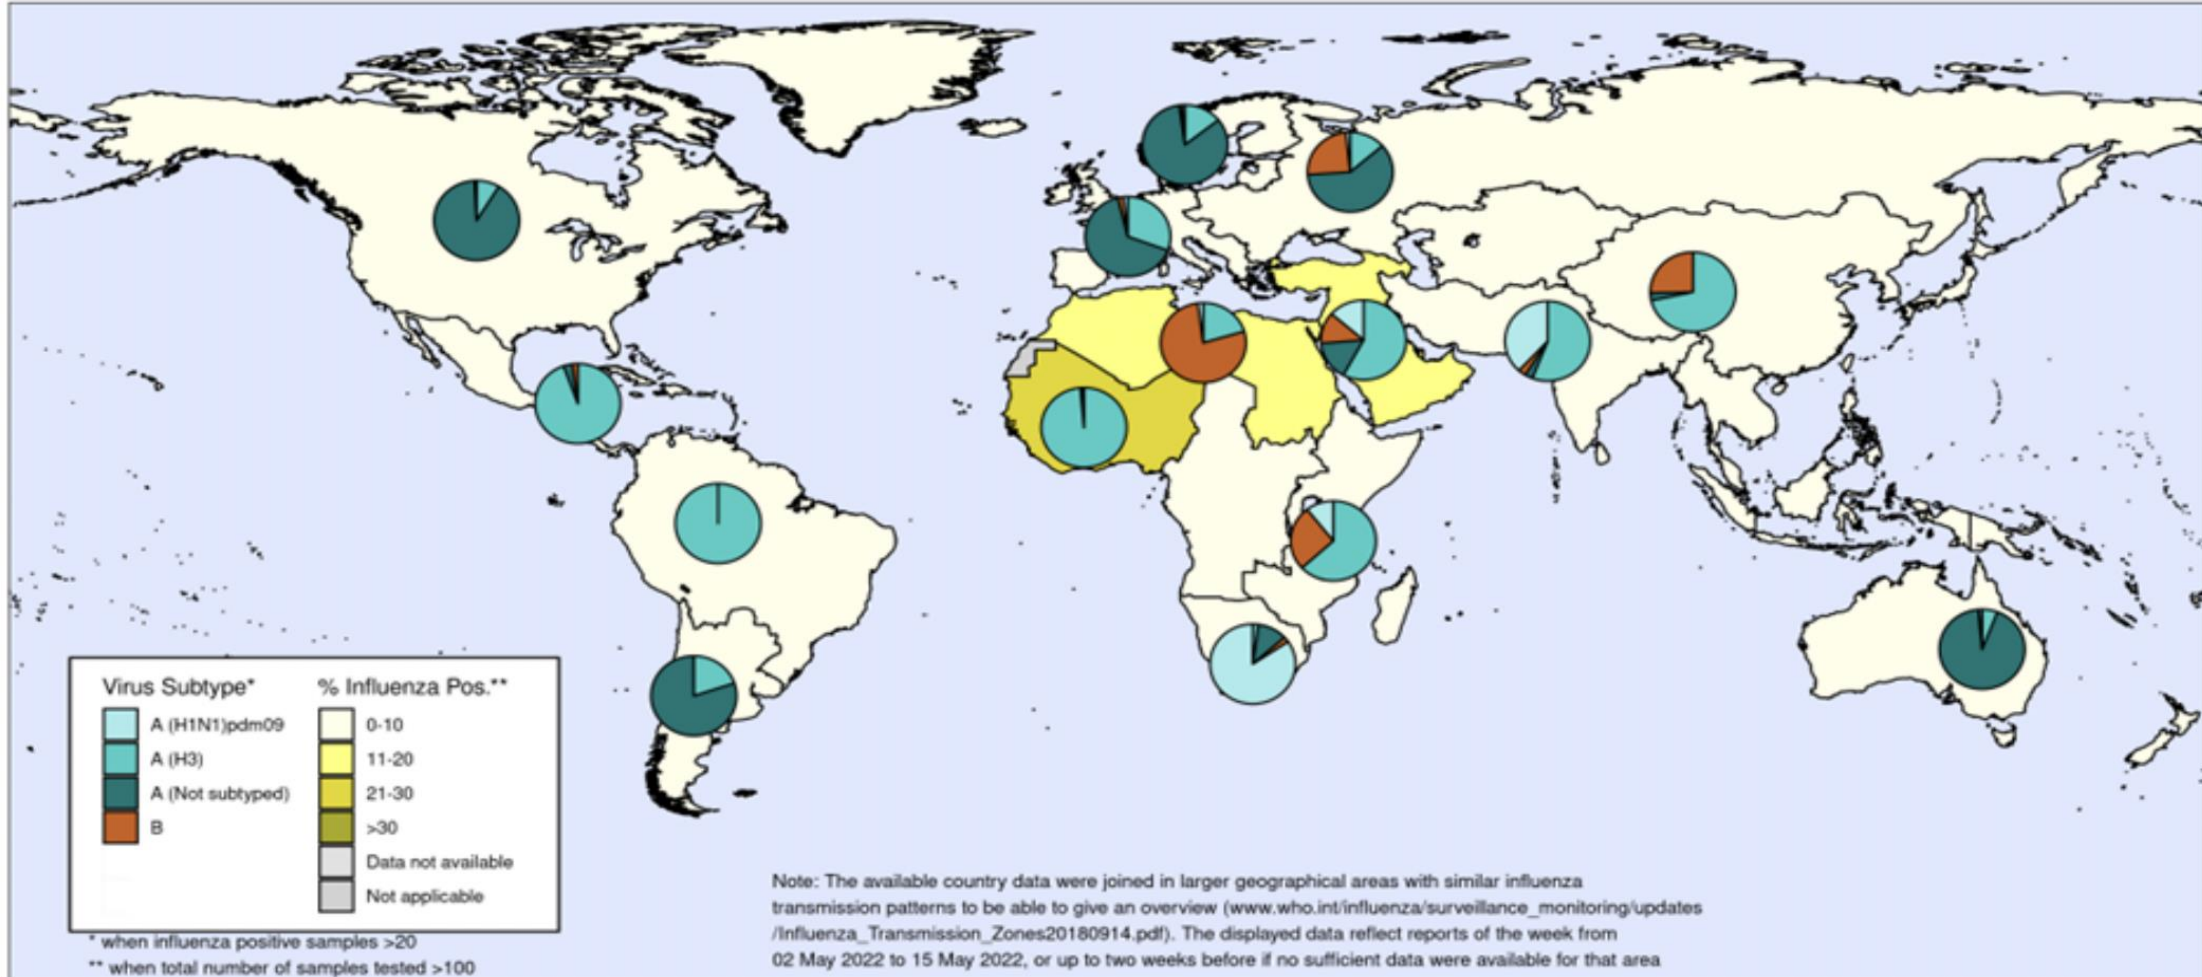 Virus Subtype*
A (H1N1)pdm09
A (H3)
A (Not subtyped)
B
% Influenza Pos.**
0-10
11-20
21-30
>30
Data not available
Not applicable
* when influenza positive samples >20
** when total number of samples tested >100
Note: The available country data were joined in larger geographical areas with similar influenza
transmission patterns to be able to give an overview (www.who.int/influenza/surveillance_monitoring/updates
/Influenza_Transmission_Zones20180914.pdf). The displayed data reflect reports of the week from
02 May 2022 to 15 May 2022, or up to two weeks before if no sufficient data were available for that area